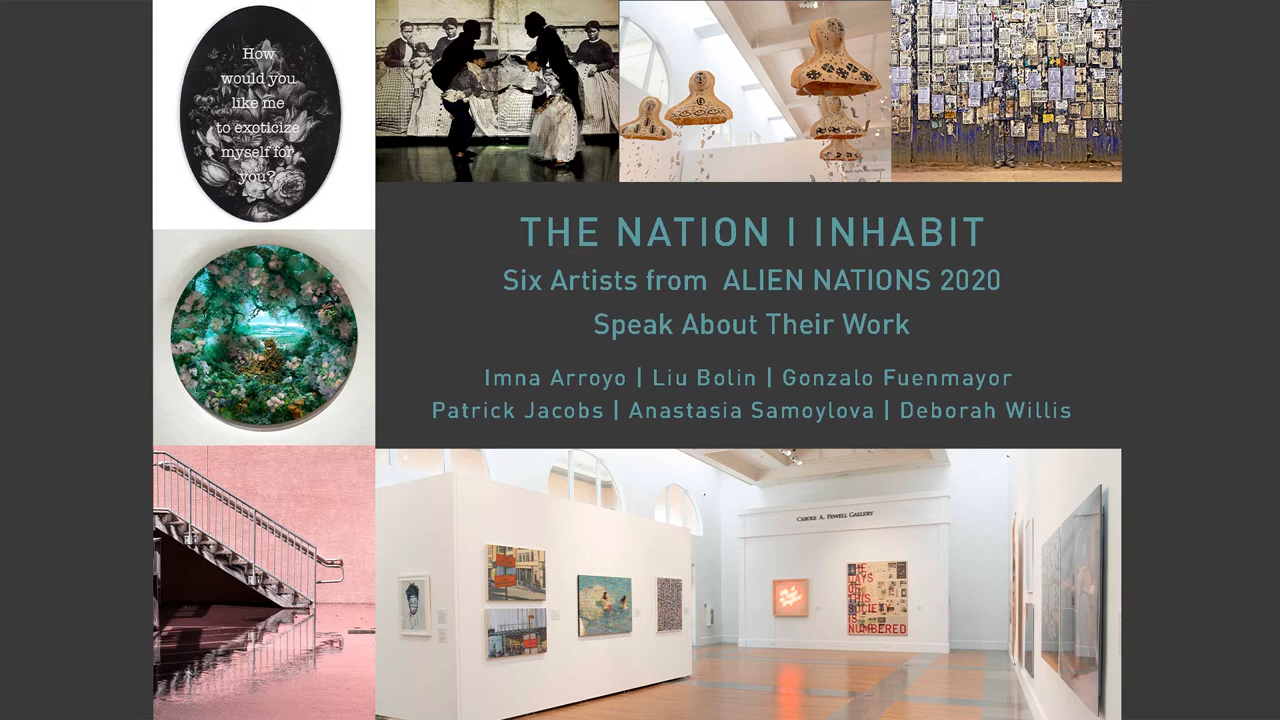 How
would you
like me
to exoticize
myself for
you?
THE NATION I INHABIT
Six Artists from ALIEN NATIONS 2020
Speak About Their Work
Imna Arroyo | Liu Bolin | Gonzalo Fuenmayor
Patrick Jacobs | Anastasia Samoylova | Deborah Willis
CAROLE A. FEWELL GALLERY
THE
DAYS
OF
THIS
SOCIETY
IS
NUMBERED